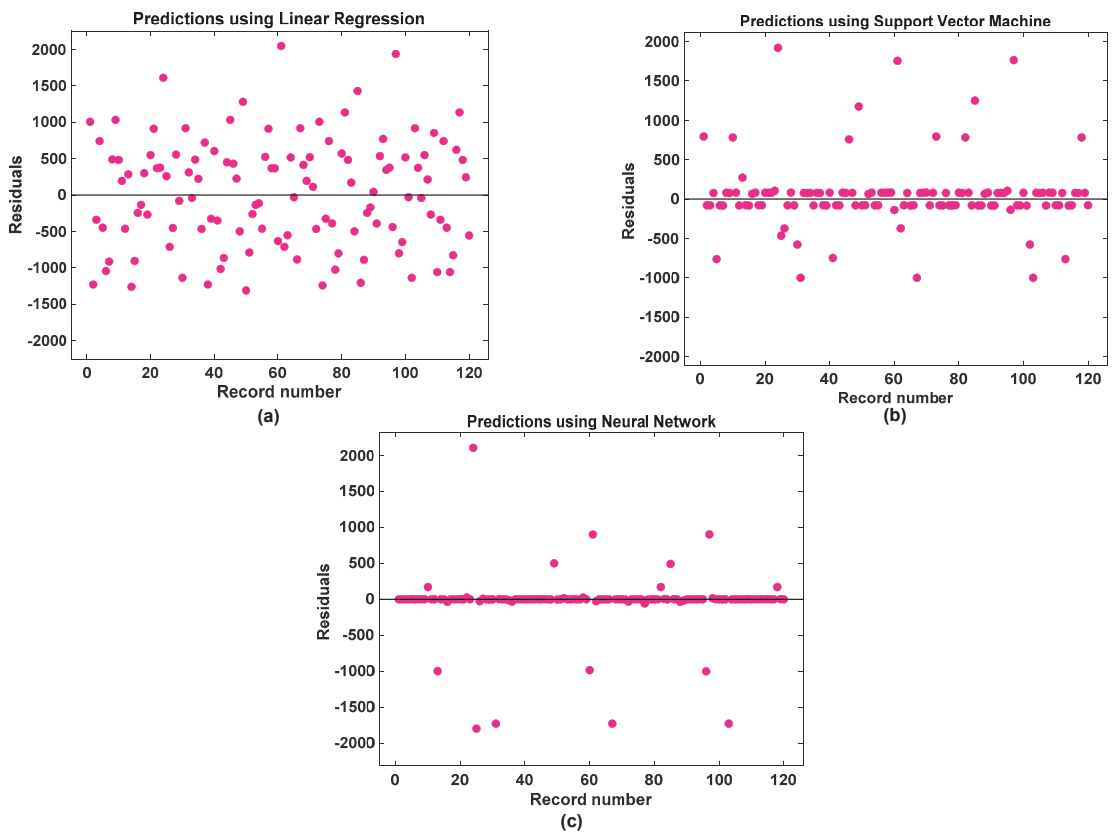 Predictions using Linear Regression
2000
1500
1000
500
0
-500
-1000
-1500
-2000
Residuals
0 20 40 60 80 100 120
Record number
(a)
Predictions using Support Vector Machine
2000
1500
1000
500
0
-500
-1000
-1500
-2000
Residuals
0 20 40 60 80 100 120
Record number
(b)
Predictions using Neural Network
2000
1500
1000
500
0
-500
-1000
-1500
-2000
Residuals
0 20 40 60 80 100 120
Record number
(c)